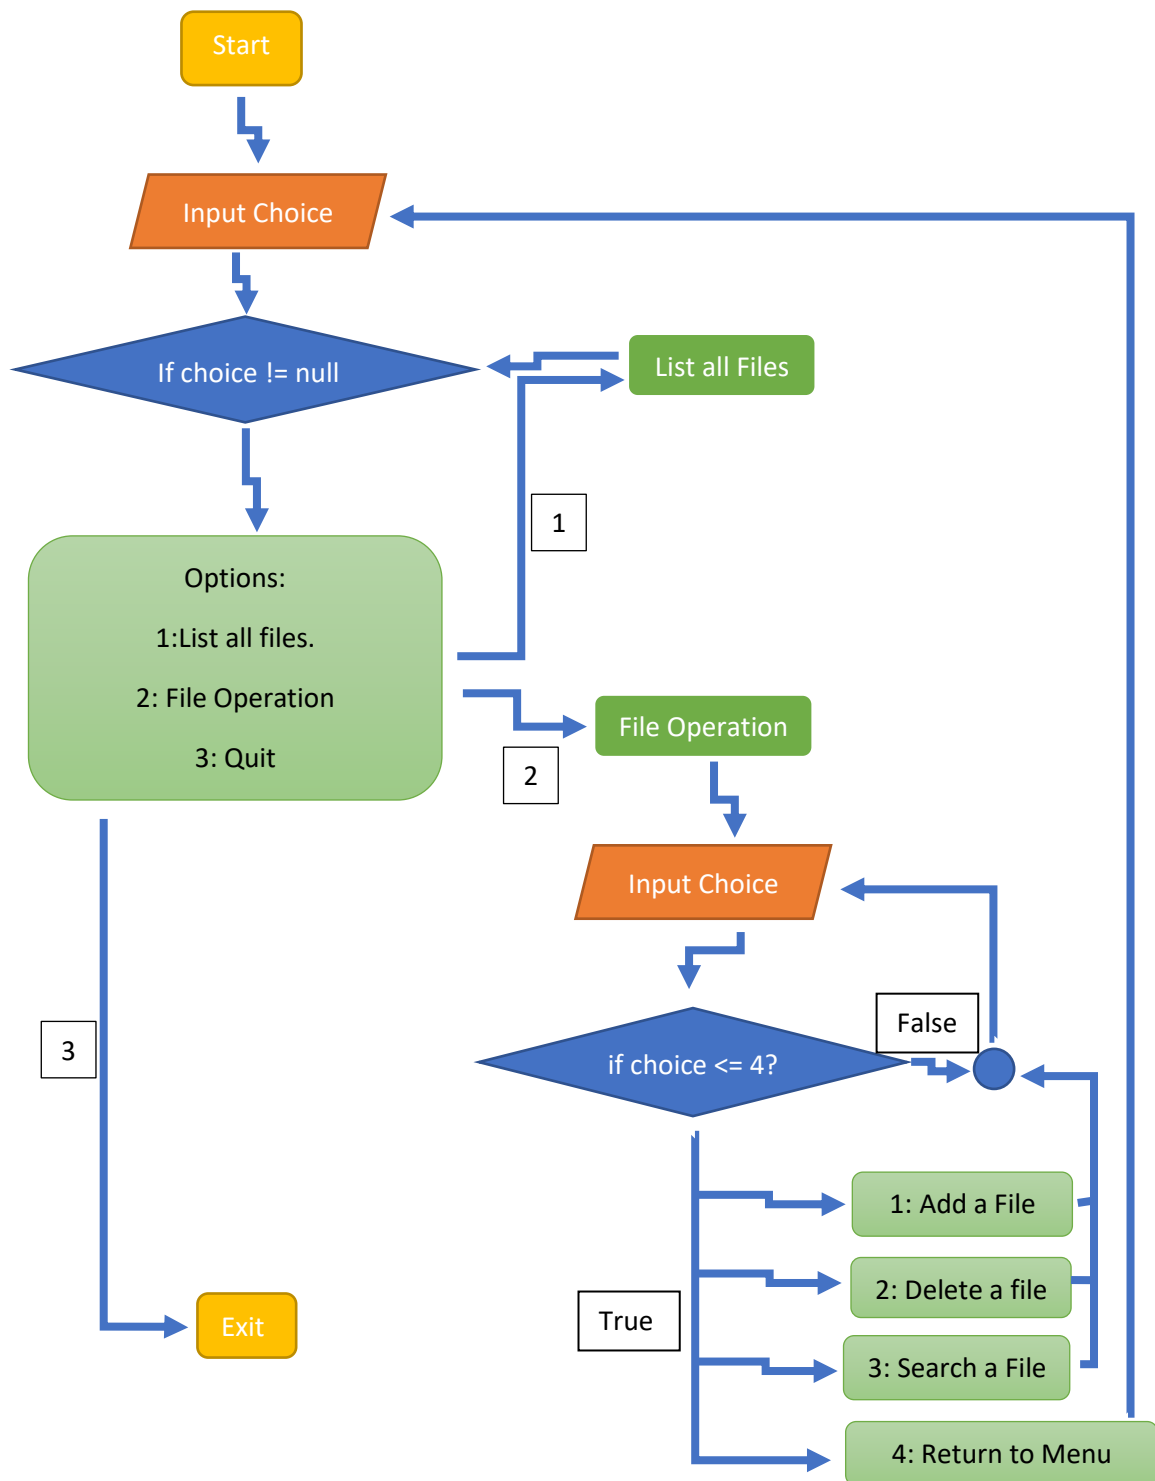 Start
Input Choice
If choice != null
List all Files
1
Options:
1:List all files.
2: File Operation
3: Quit
File Operation
2
Input Choice
False
3
if choice <= 4?
1: Add a File
2: Delete a file
True
Exit
3: Search a File
4: Return to Menu